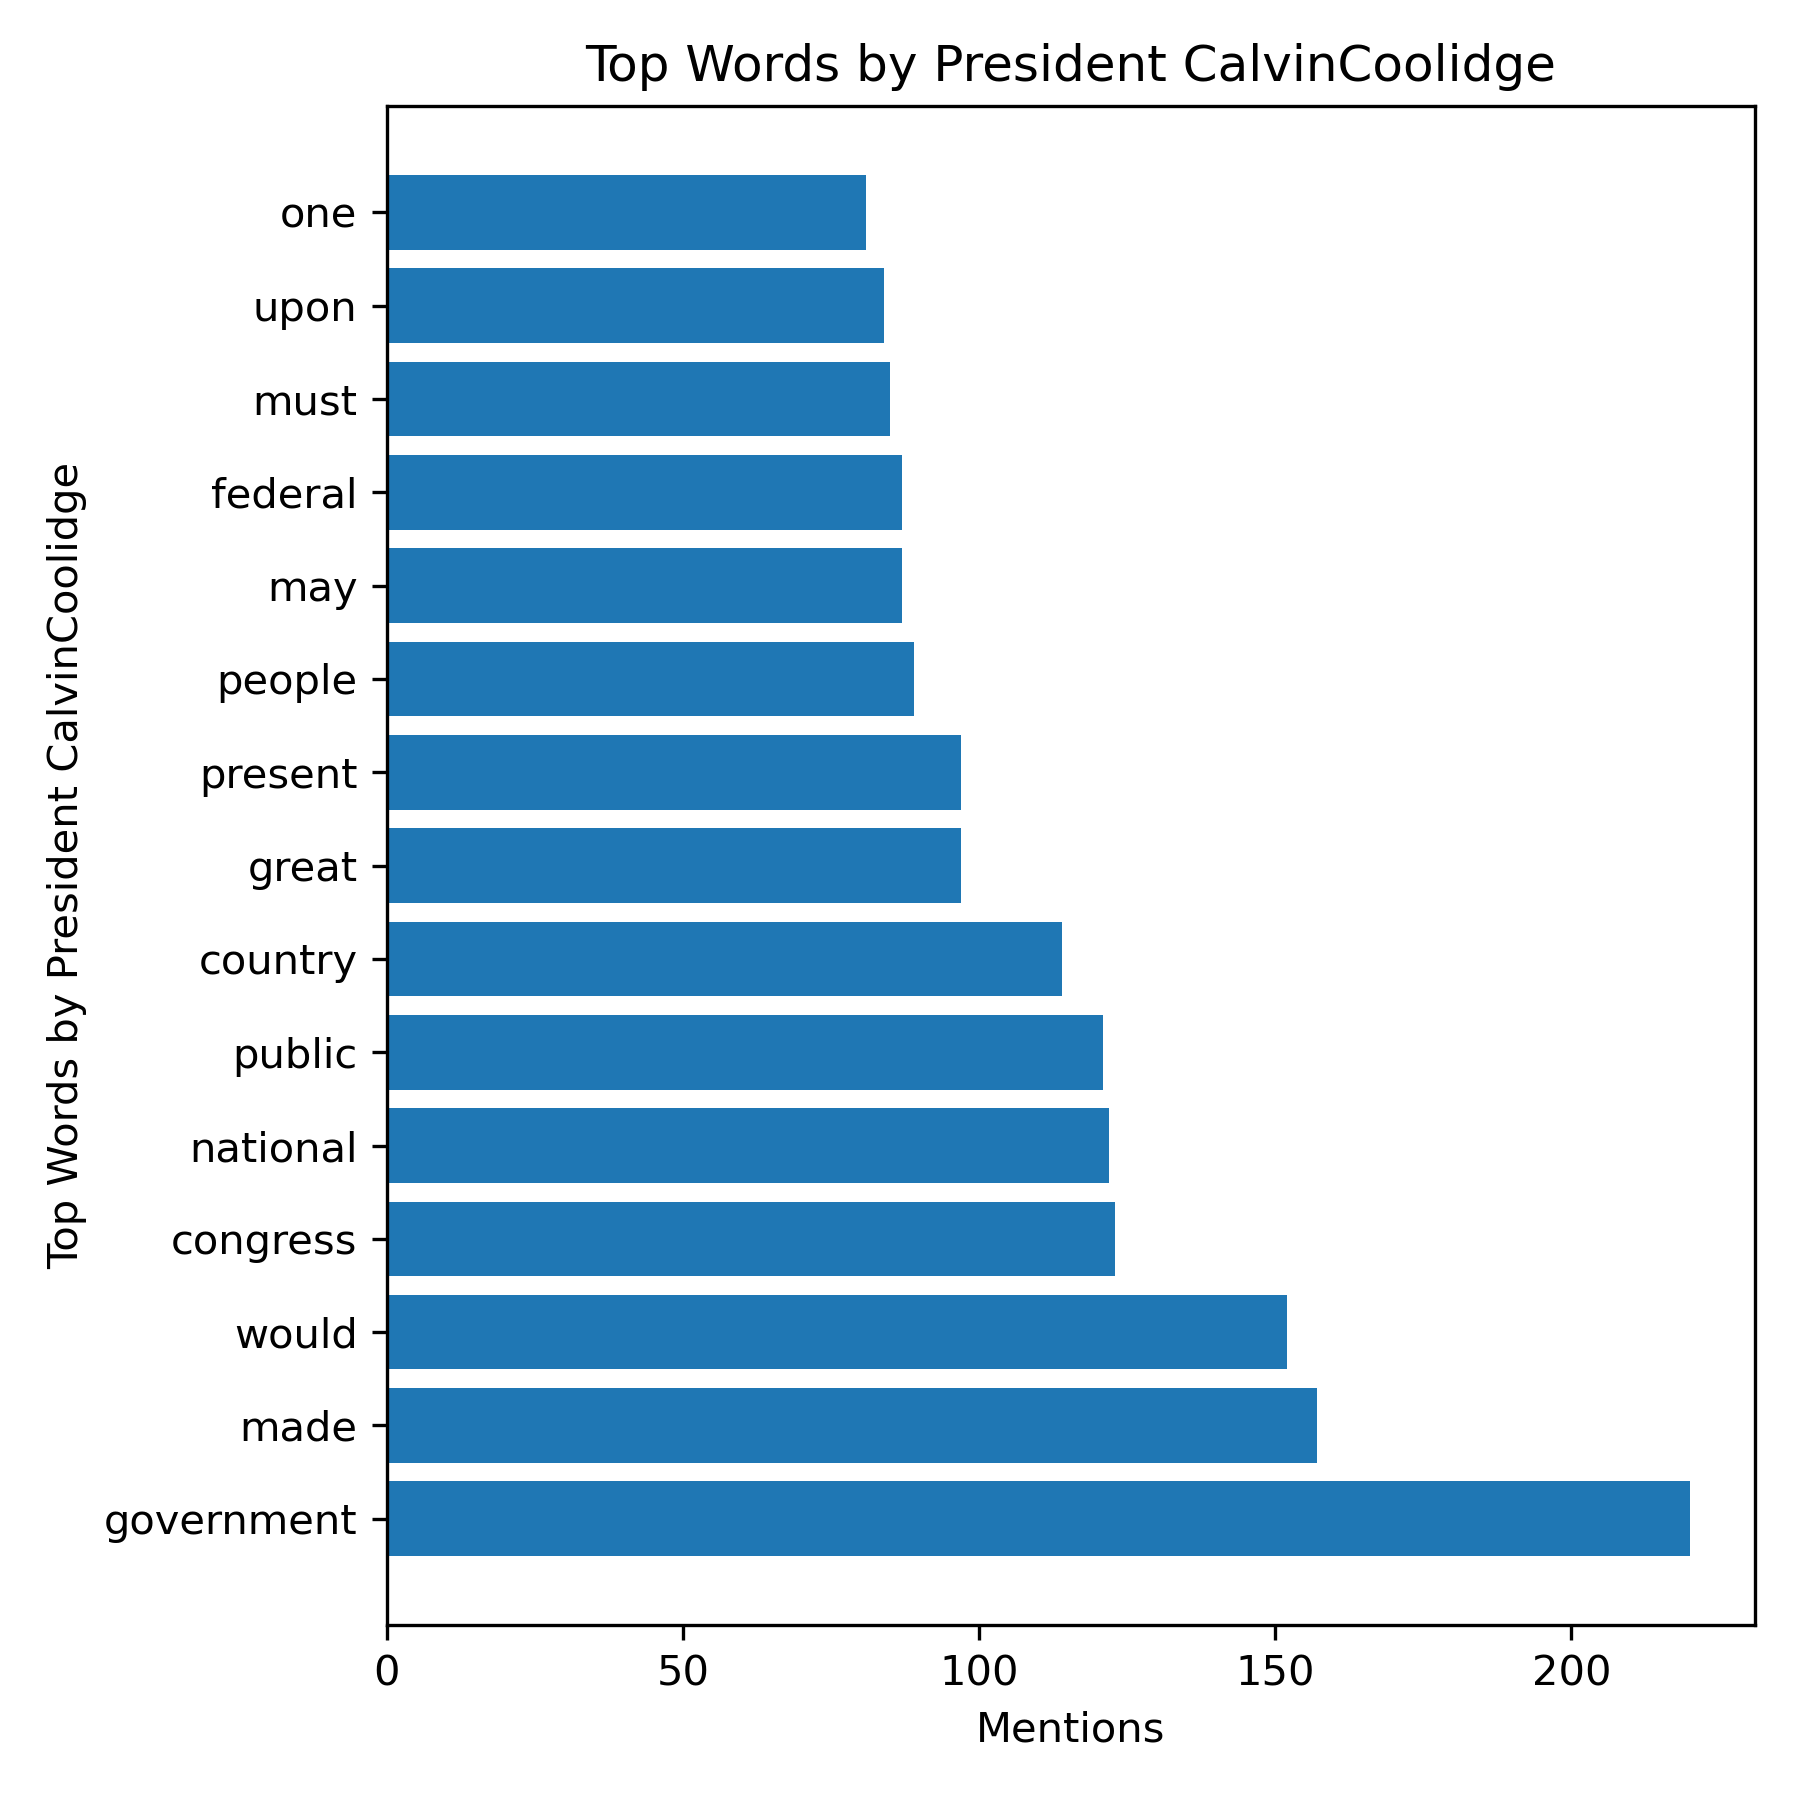 Top Words by President CalvinCoolidge
Top Words by President CalvinCoolidge
one
upon
must
federal
may
people
present
great
country
public
national
congress
would
made
government
0 50 100 150 200
Mentions